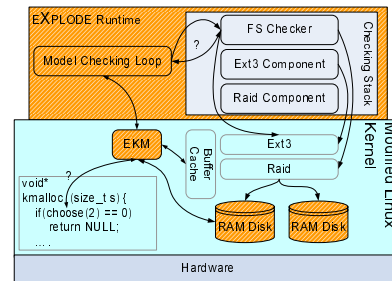 eXPLODE Runtime
?
Model Checking Loop
FS Checker
Ext3 Component
Raid Component
Checking Stack
Modified Linux
Kernel
EKM
Buffer
Cache
Ext3
Raid
?
void*
kmalloc (size_t s) {
if(choose(2) == 0)
return NULL;
....
RAM Disk
RAM Disk
Hardware